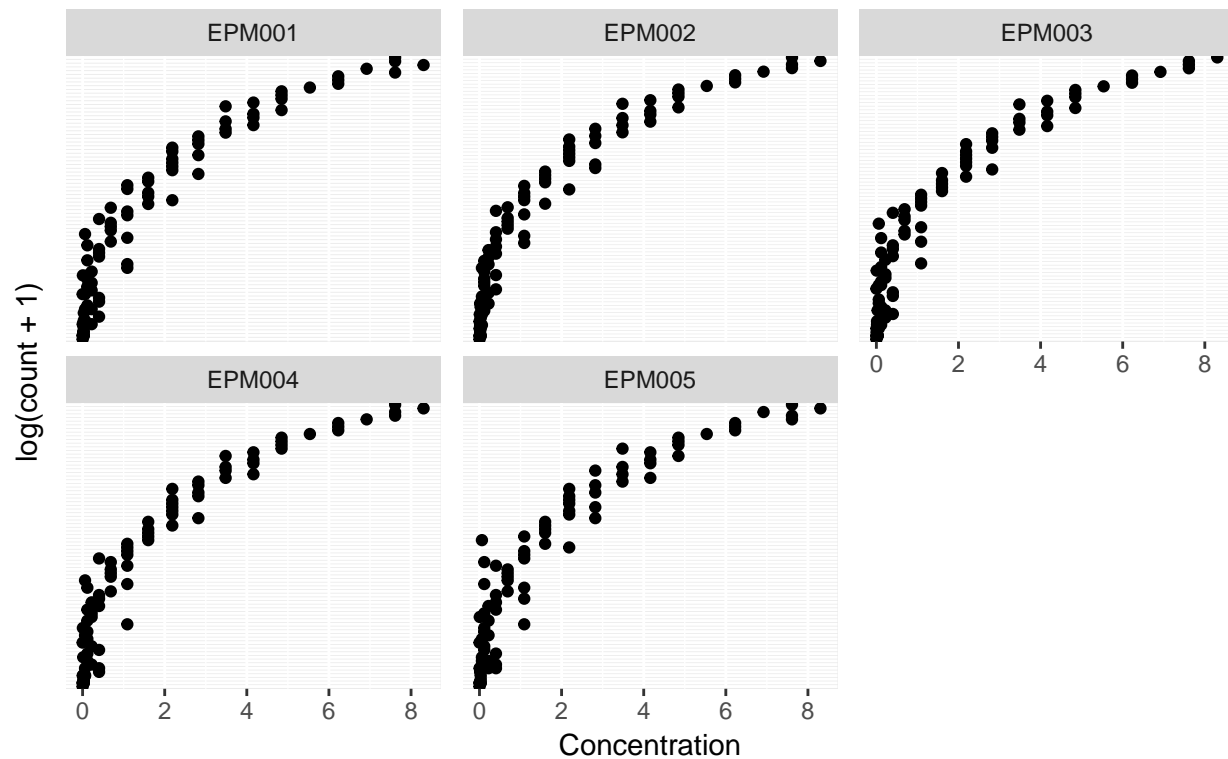 EPM001 EPM002 EPM003
0 2 4 6 8
EPM004 EPM005
0 2 4 6 8 0 2 4 6 8
log(count + 1)
Concentration